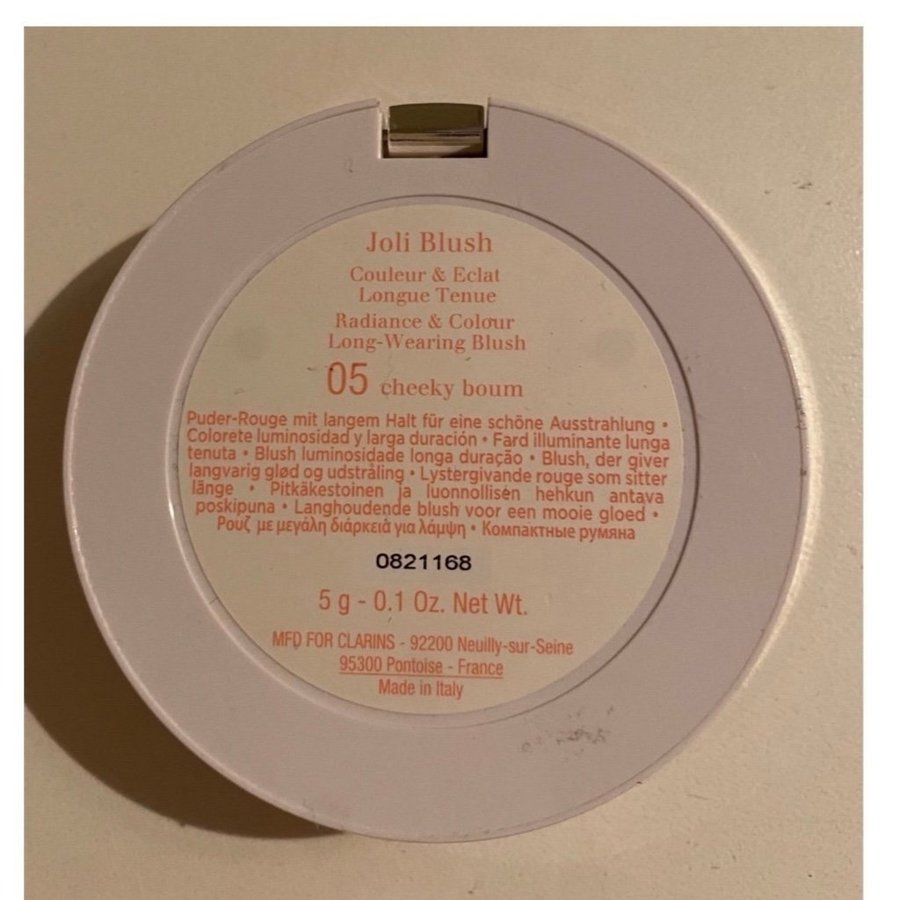 Joli Blush
Couleur & Eclat
Longue Tenue
Radiance & Colour
Long-Wearing Blush
05 cheeky boum
Puder-Rouge mit langem Halt für eine schöne Ausstrahlung •
Colorete luminosidad y larga duración • Fard illuminante lunga
tenuta • Blush luminosidade longa duração • Blush, der giver
langvarig glød og udstråling • Lystergivande rouge som sitter
länge • Pitkäkestoinen ja luonnollisen hehkun antava
poskipuna • Langhoudende blush voor een mooie gloed •
Ρουζ με μεγάλη διάρκεια για λάμψη • Компактные румяна
0821168
5 g - 0.1 Oz. Net Wt.
MFD FOR CLARINS - 92200 Neuilly-sur-Seine
95300 Pontoise - France
Made in Italy